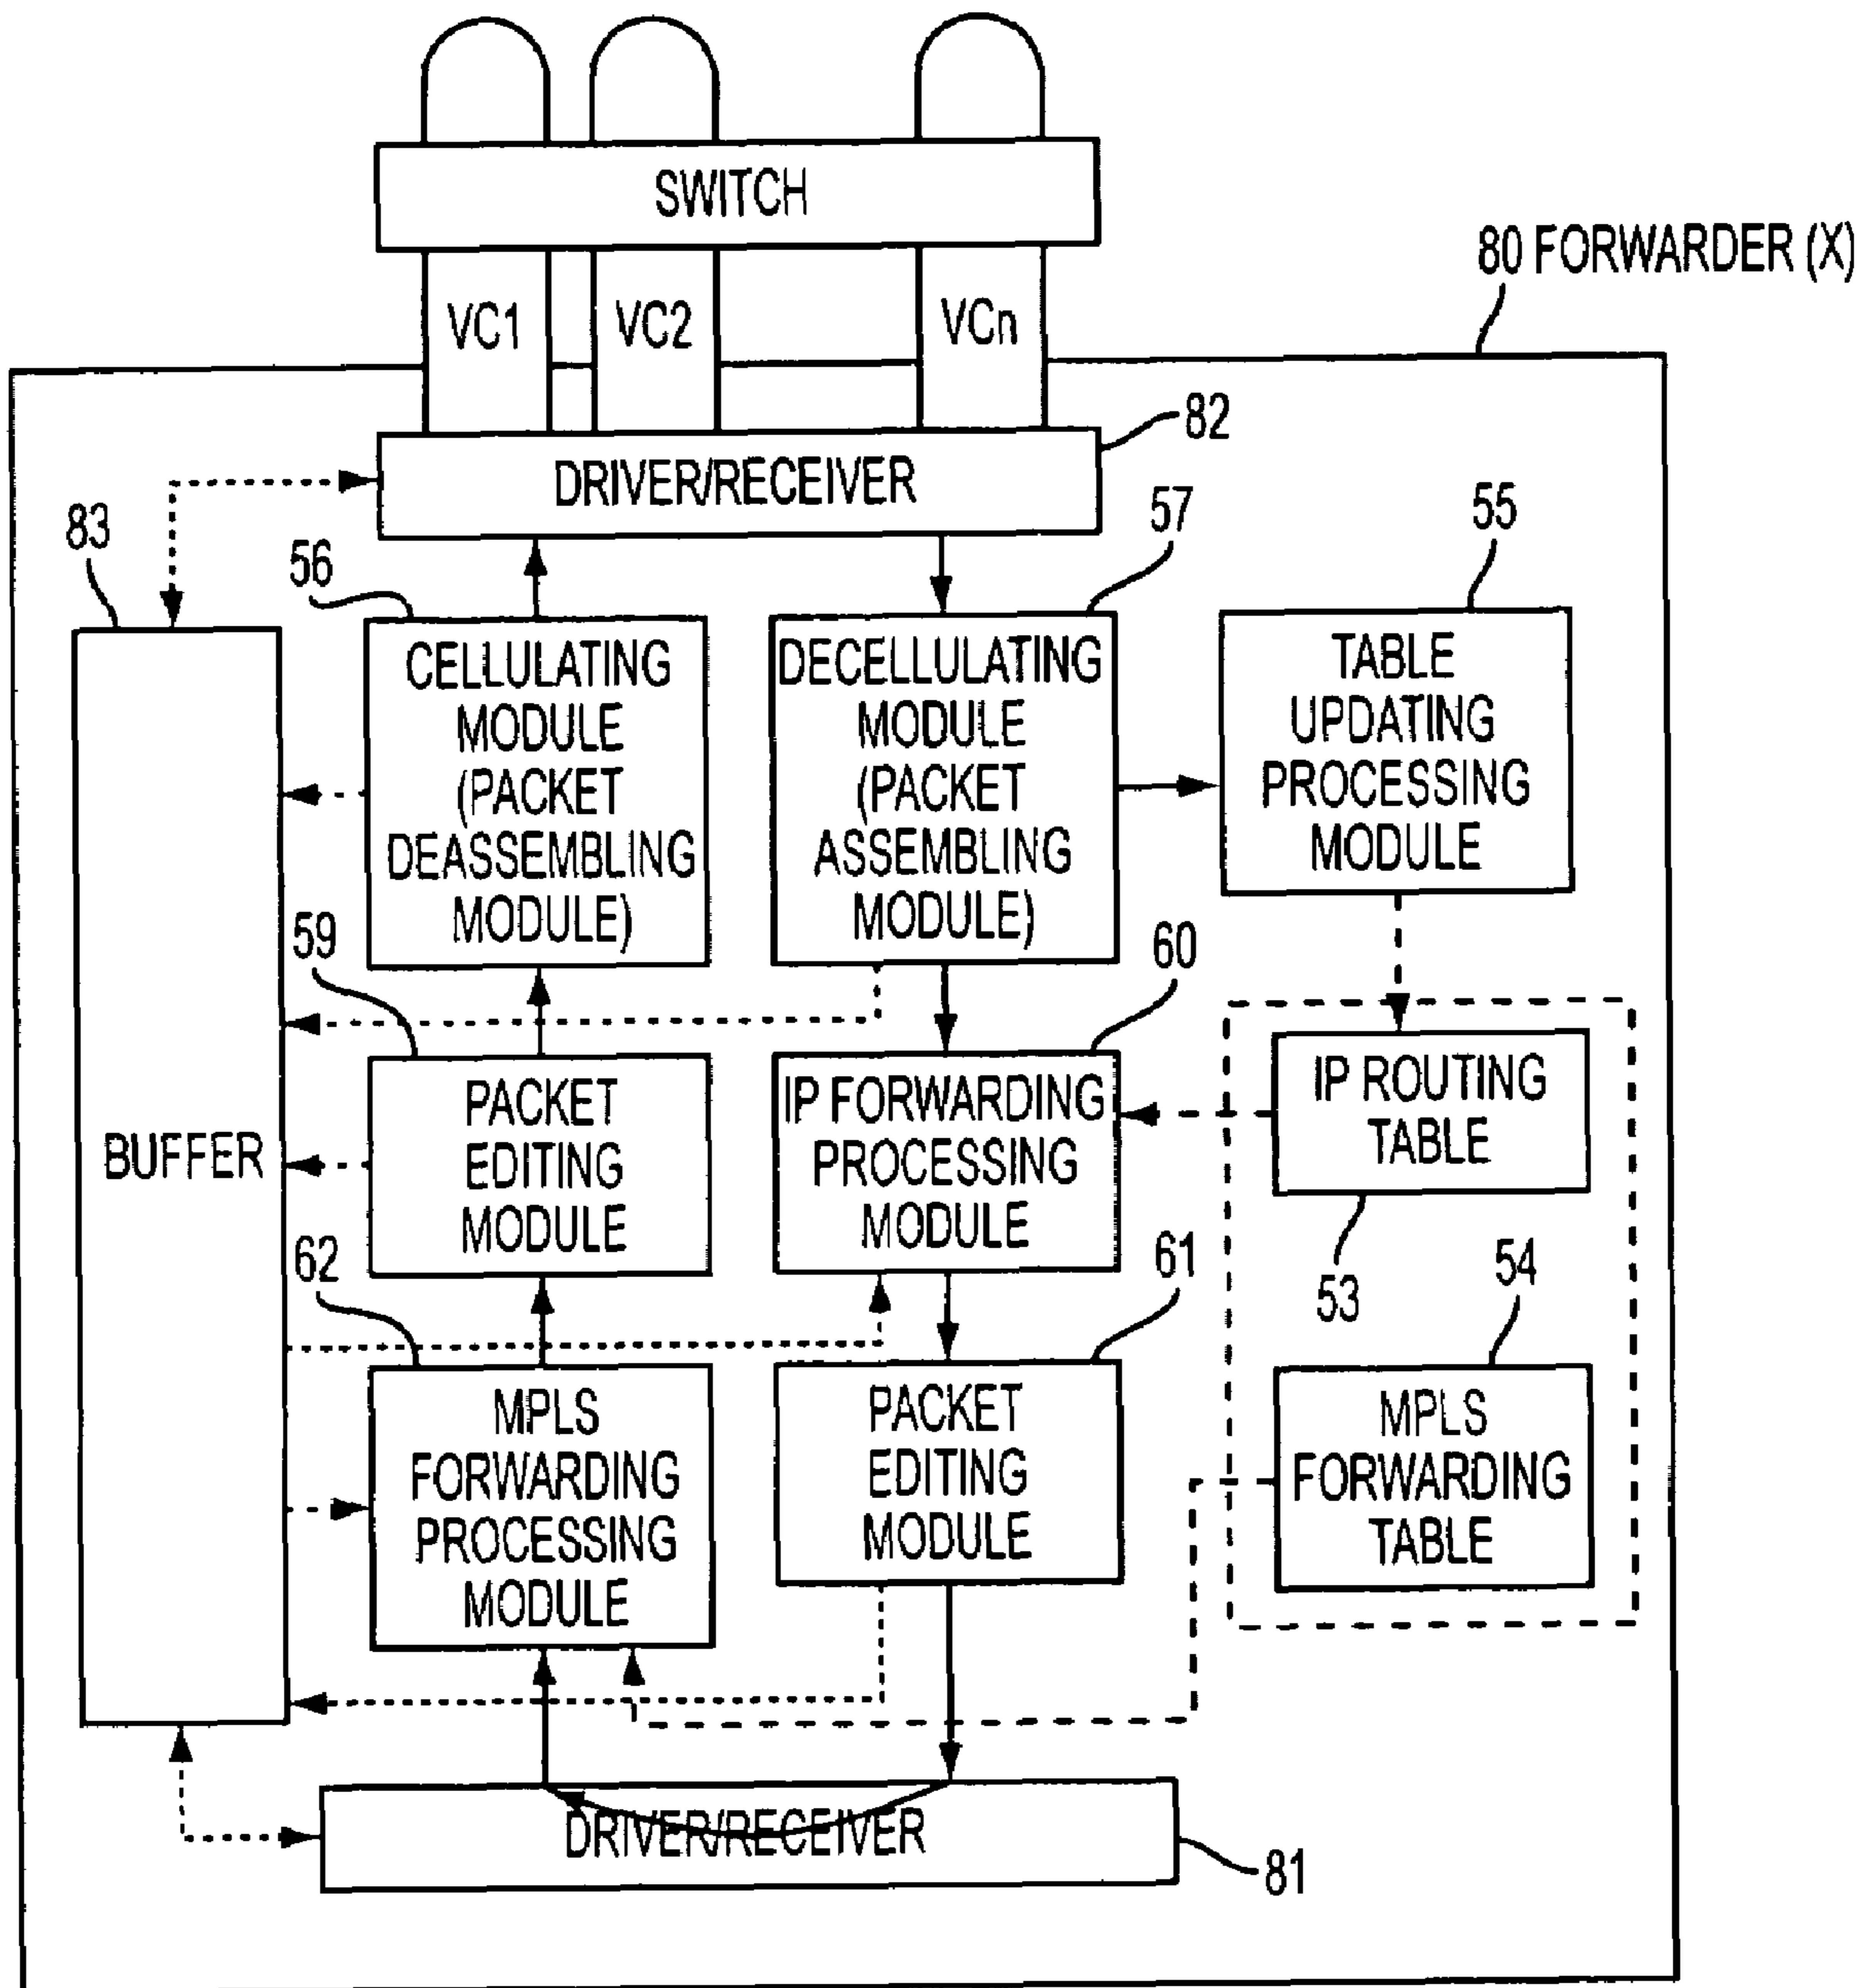 SWITCH
80 FORWARDER (X)
VC1
VC2
VCn
82
DRIVER/RECEIVER
83
56
57
55
CELLULATING
MODULE
(PACKET
DEASSEMBLING
MODULE)
DECELLULATING
MODULE
(PACKET
ASSEMBLING
MODULE)
TABLE
UPDATING
PROCESSING
MODULE
59
60
BUFFER
PACKET
EDITING
MODULE
IP FORWARDING
PROCESSING
MODULE
IP ROUTING
TABLE
53
62
61
54
MPLS
FORWARDING
PROCESSING
MODULE
PACKET
EDITING
MODULE
MPLS
FORWARDING
TABLE
DRIVER/RECEIVER
81